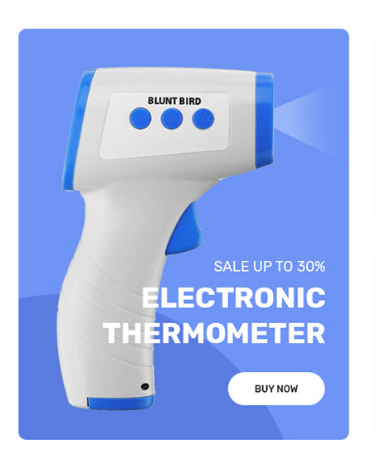 BLUNT BIRD
SALE UP TO 30%
ELECTRONIC
THERMOMETER
BUY NOW